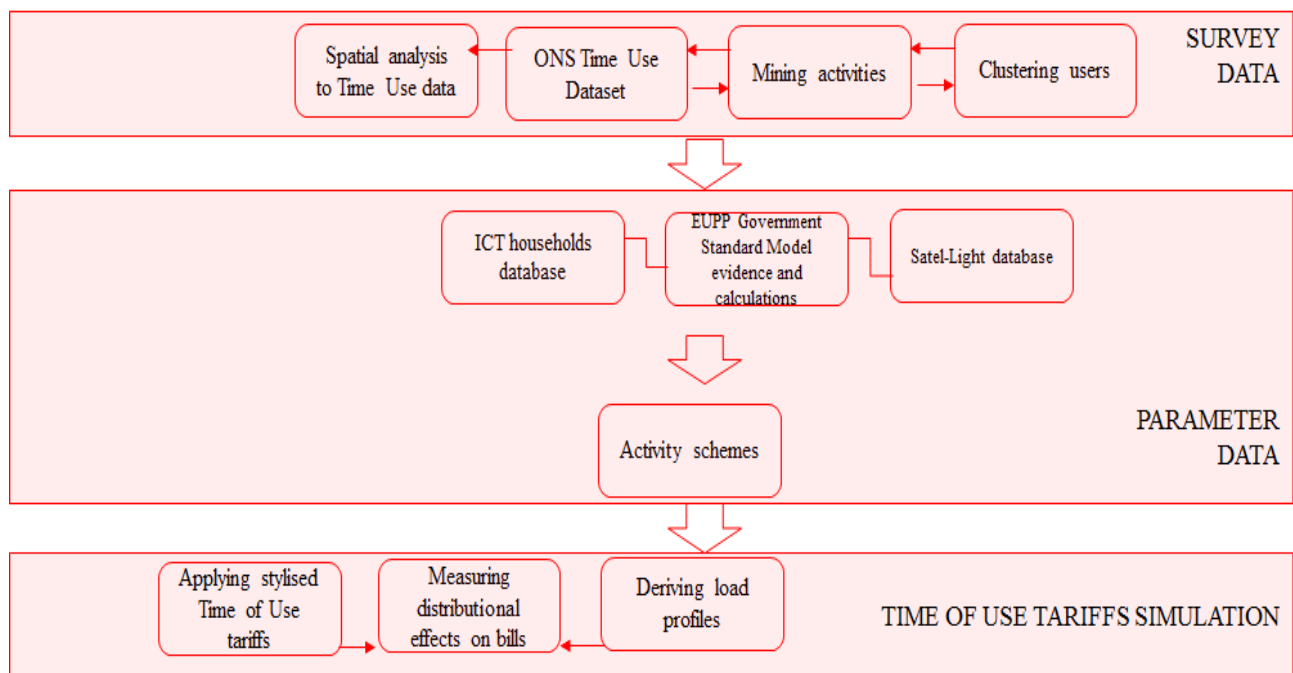 Spatial analysis
to Time Use data
ONS Time Use
Dataset
Mining activities
Clustering users
SURVEY
DATA
ICT households
database
EUPP Government
Standard Model
evidence and
calculations
Satel-Light database
Activity schemes
PARAMETER
DATA
Applying stylised
Time of Use
tariffs
Measuring
distributional
effects on bills
Deriving load
profiles
TIME OF USE TARIFFS SIMULATION